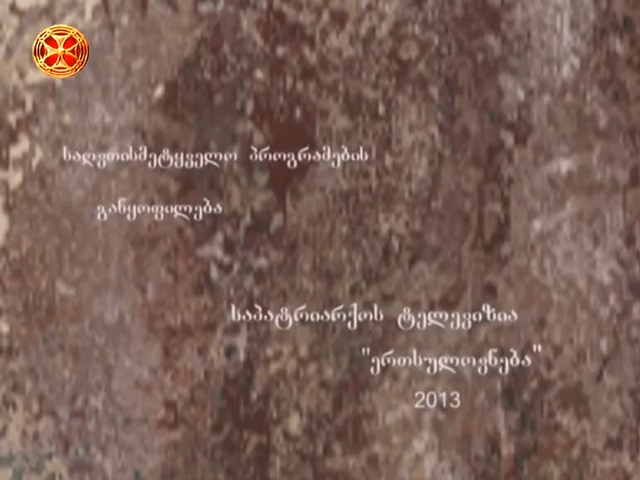 საღვთისმეტყველო პროგრამების
განყოფილება
საპატრიარქოს ტელევიზია
"ერთსულოვნება"
2013